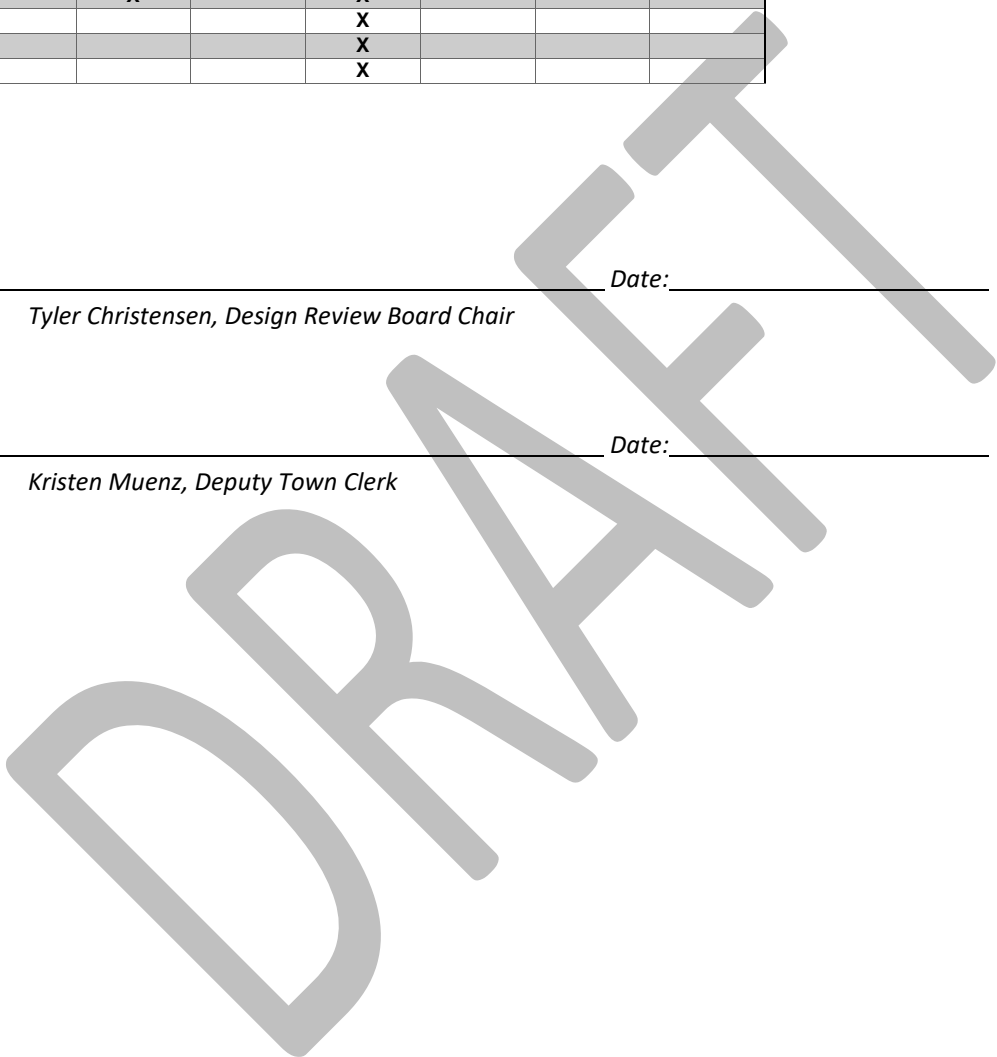 X X
X
X
X
Date:
Tyler Christensen, Design Review Board Chair
Date:
Kristen Muenz, Deputy Town Clerk
DRAFT